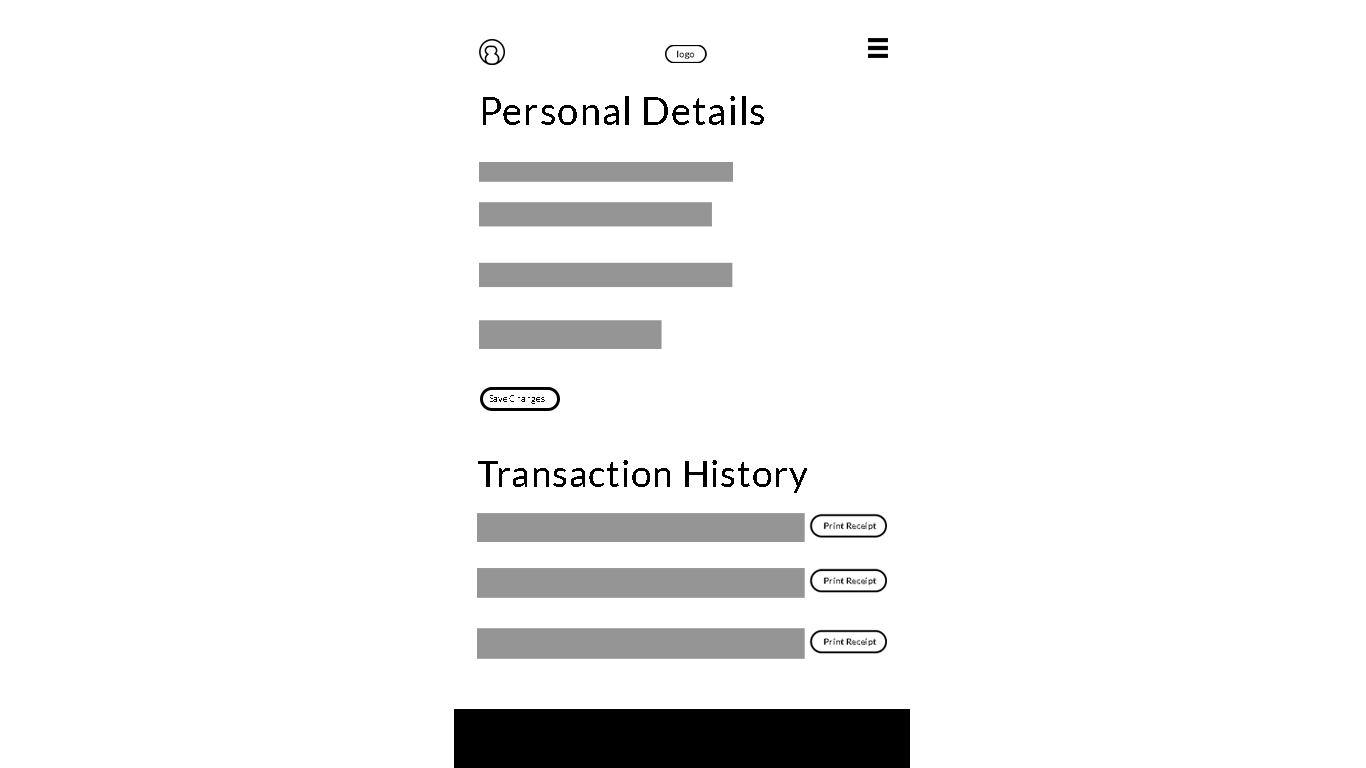 logo
Personal Details
Save Changes
Transaction History
Print Receipt
Print Receipt
Print Receipt